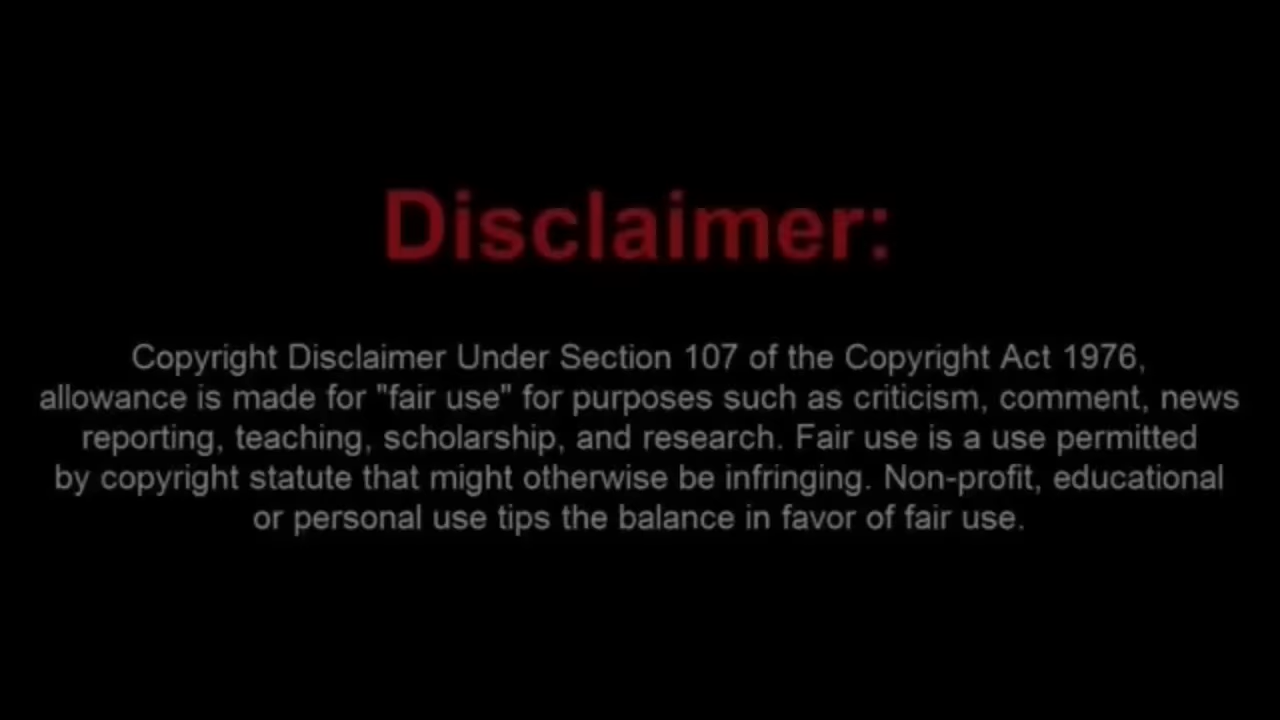 Disclaimer:
Copyright Disclaimer Under Section 107 of the Copyright Act 1976,
allowance is made for "fair use" for purposes such as criticism, comment, news
reporting, teaching, scholarship, and research. Fair use is a use permitted
by copyright statute that might otherwise be infringing. Non-profit, educational
or personal use tips the balance in favor of fair use.